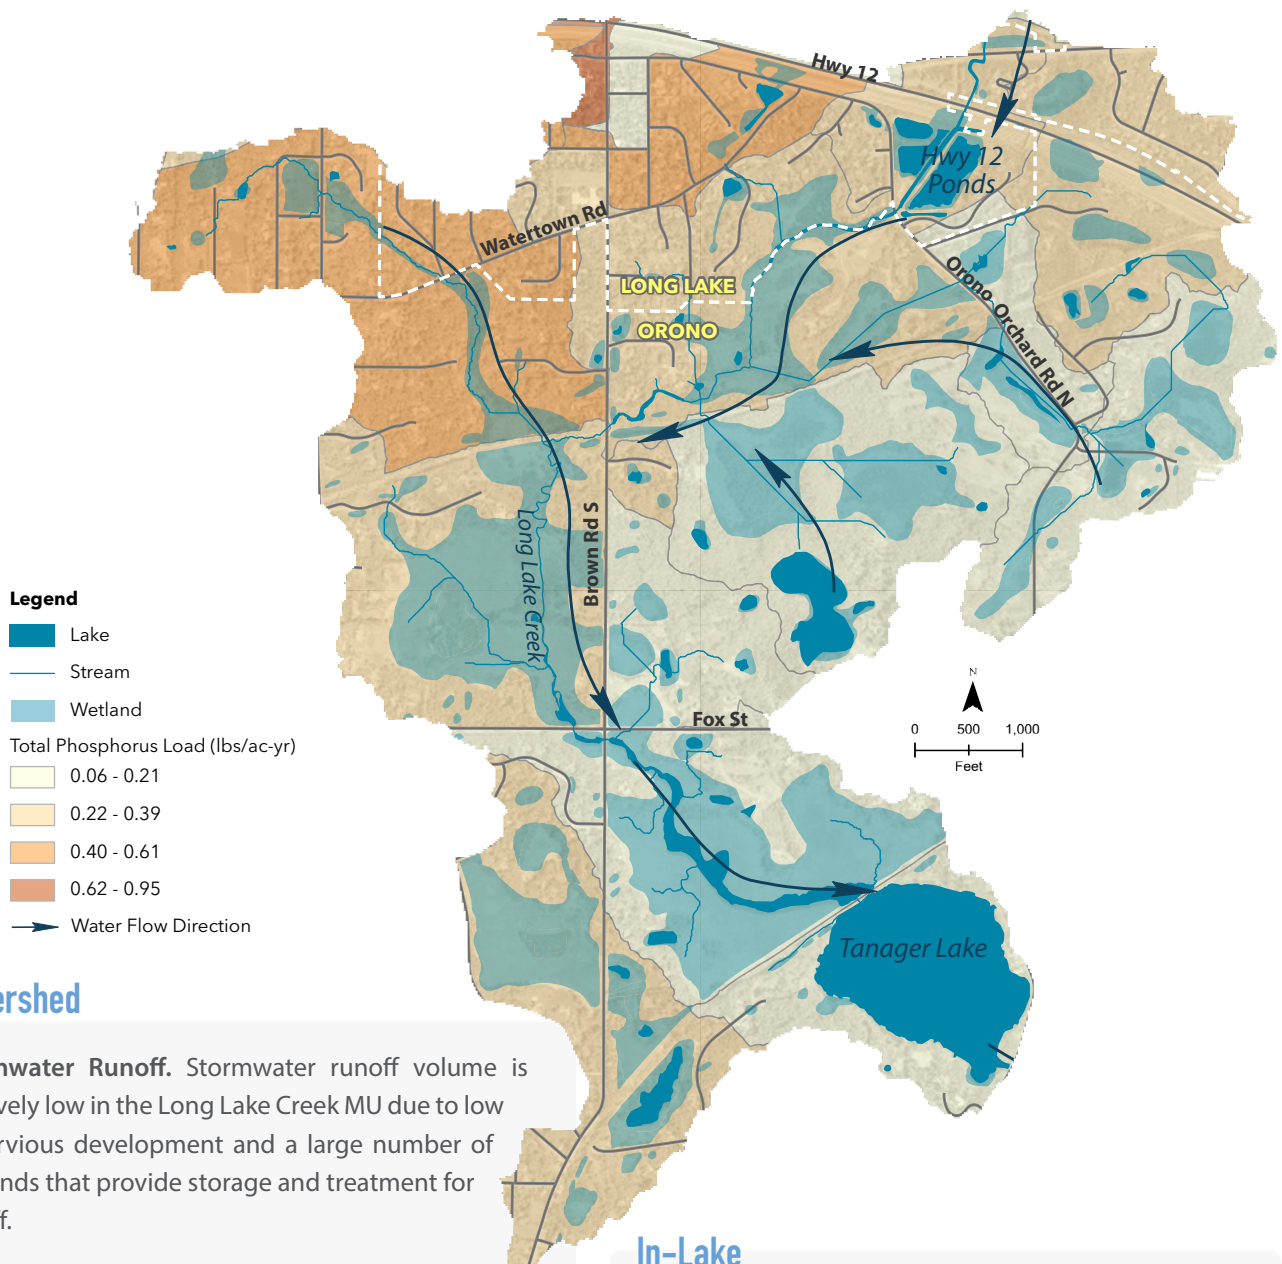 Hwy 12
Hwy 12
Ponds
Watertown Rd
LONG LAKE
ORONO
Orono Orchard Rd N
Long Lake Creek
Brown Rd S
Fox St
Tanager Lake
N
0 500 1,000
Feet
Legend
Lake
Stream
Wetland
Total Phosphorus Load (lbs/ac-yr)
0.06 - 0.21
0.22 - 0.39
0.40 - 0.61
0.62 - 0.95
Water Flow Direction
ershed
nwater Runoff. Stormwater runoff volume is
vely low in the Long Lake Creek MU due to low
rvious development and a large number of
nds that provide storage and treatment for
ff.
In-Lake